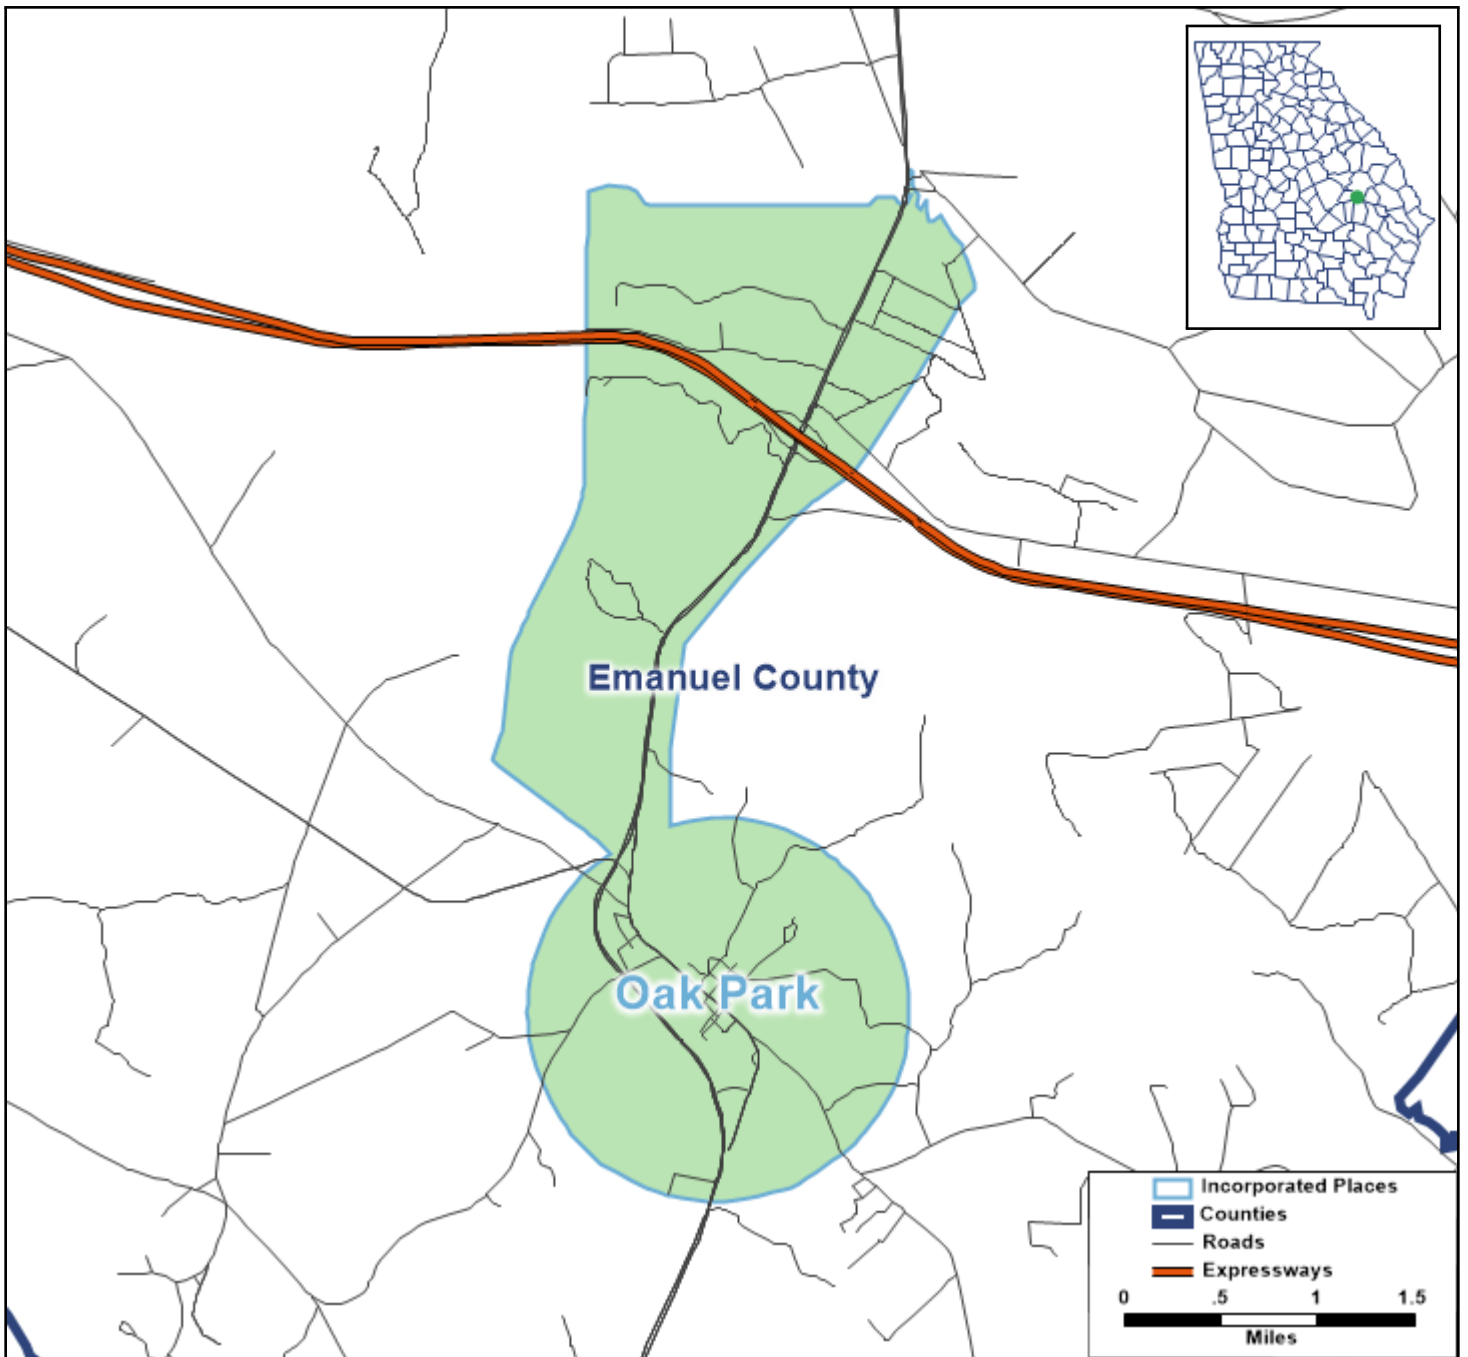 Emanuel County
Oak Park
Incorporated Places
Counties
Roads
Expressways
0 .5 1 1.5
Miles